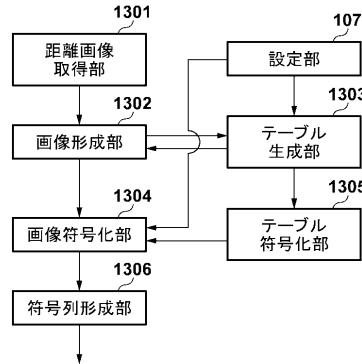 1301
距離画像
取得部
107
設定部
1302
画像形成部
1303
テーブル
生成部
1304
画像符号化部
1305
テーブル
符号化部
1306
符号列形成部